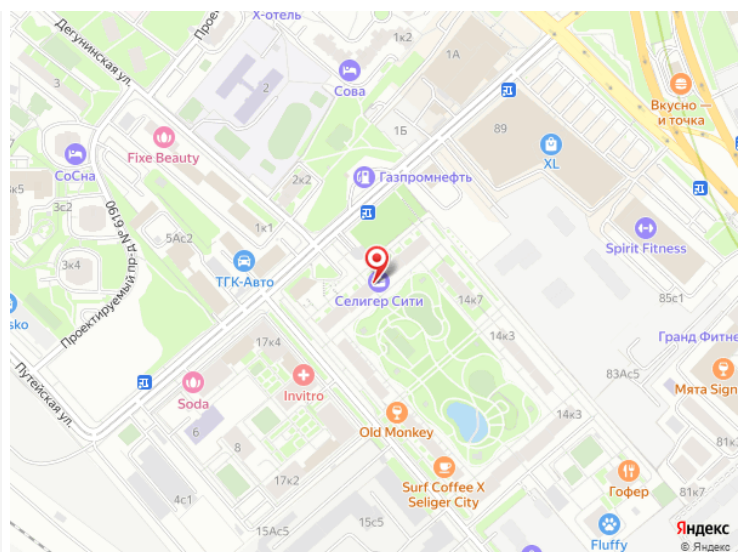 Дегунинская ул.
Проек
Х-отель
1к2
1А
3
2
Сова
Вкусно —
и точка
89
1Б
XL
Fixe Beauty
СоСна
к5
2к2
Газпромнефть
3с2
1к1
5Ас2
Проектируемый пр-д № 6190
3к4
ТГК-Авто
Селигер Сити
Spirit Fitness
14к7
85с1
sko
14к3
Гранд Фитне
17к4
83Ас5
Путейская ул.
Soda
Invitro
Мята Sign
6
Old Monkey
14к3
8
81к
17к2
Surf Coffee X
Seliger City
4с1
Гофер
81к7
15Ас5
15с5
Fluffy
Яндекс
© Яндекс